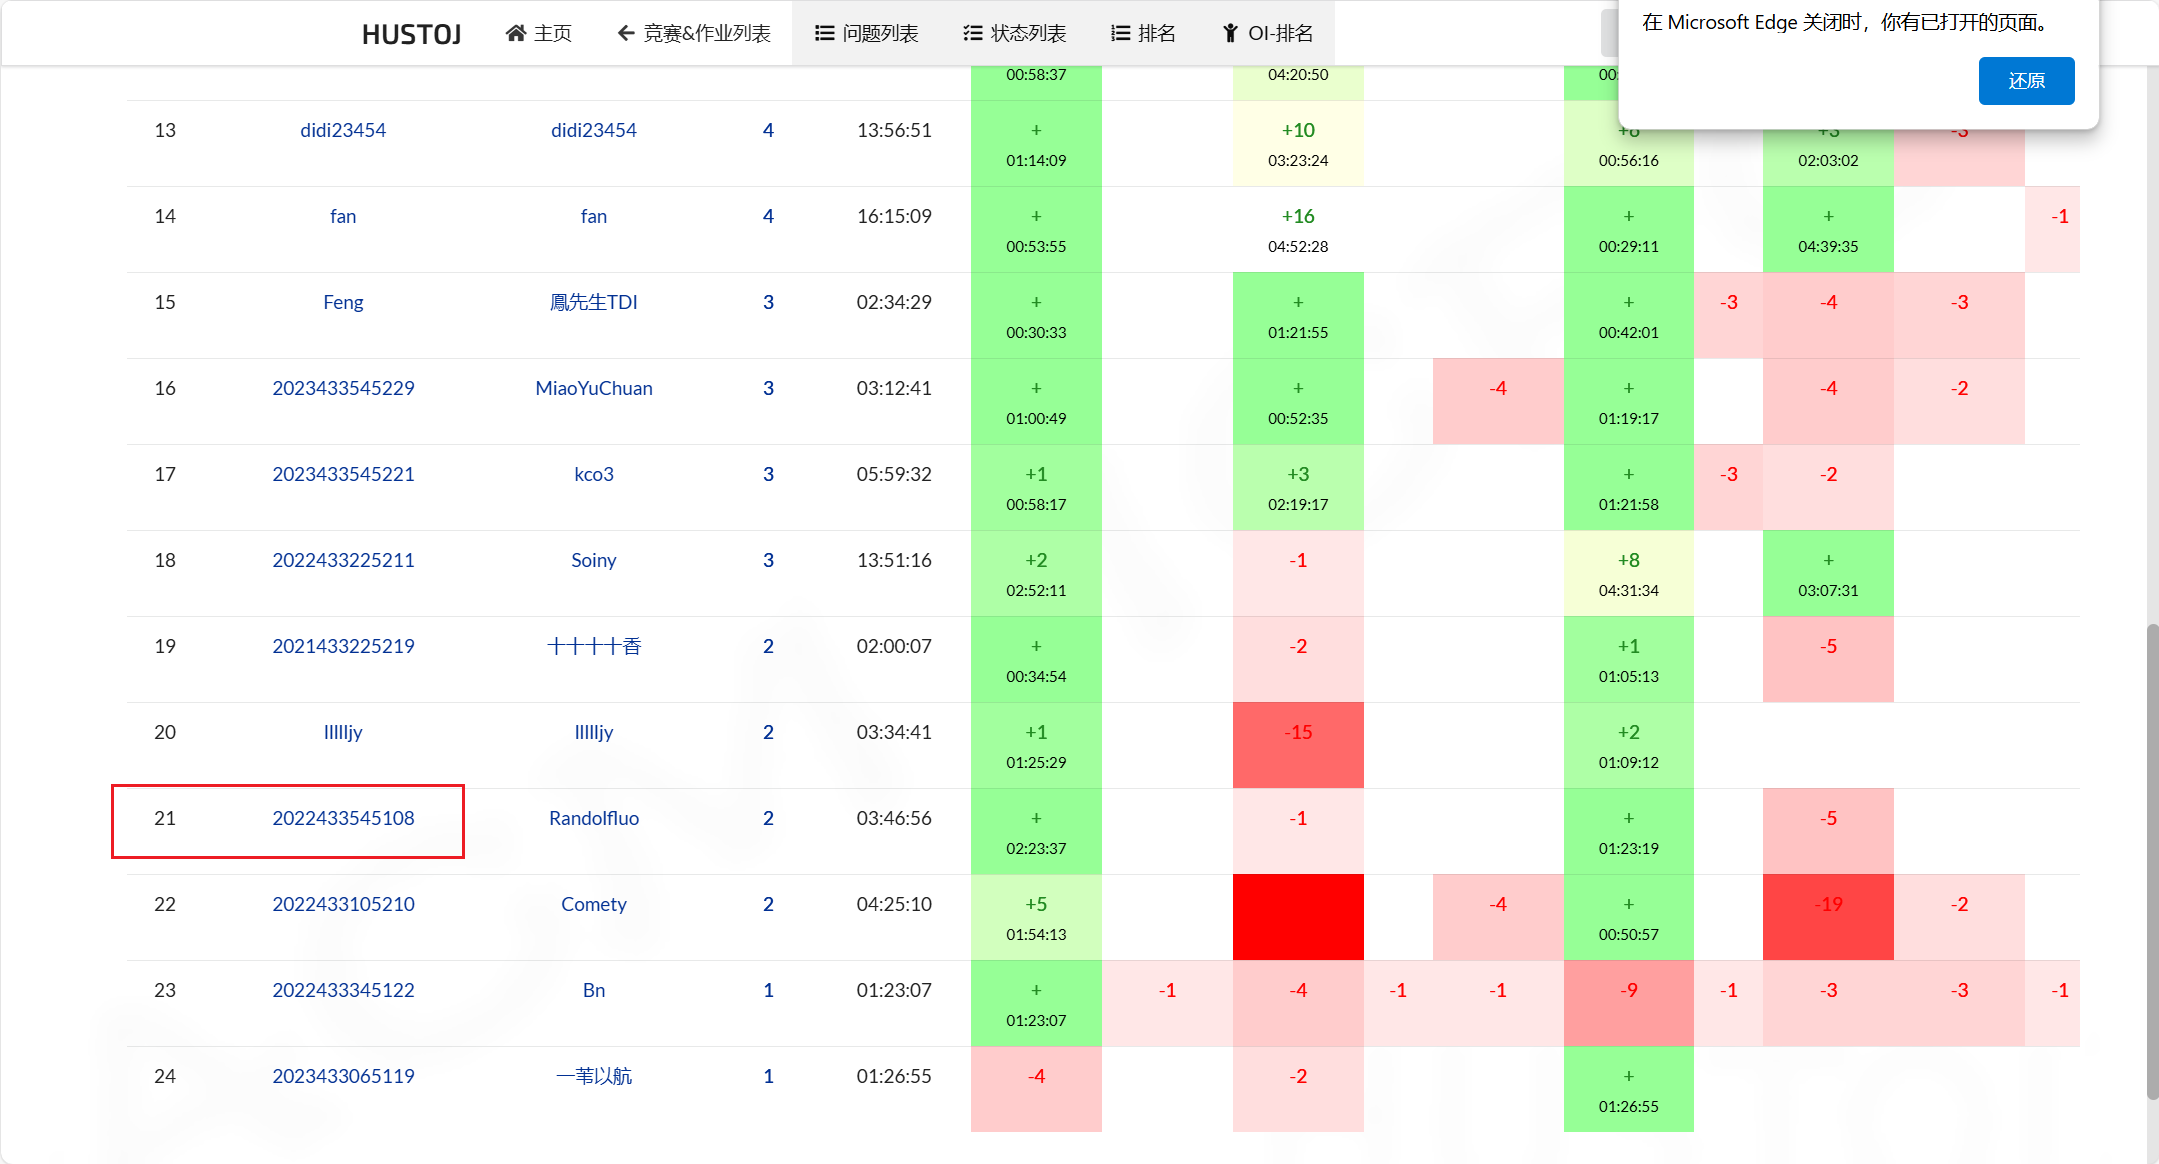 HUSTOJ 主页 竞赛&作业列表 问题列表 状态列表 排名 OI-排名
在 Microsoft Edge 关闭时，你有已打开的页面。
还原
00:58:37 04:20:50
13 didi23454 didi23454 4 13:56:51 + +10 +6 +3 -3
01:14:09 03:23:24 00:56:16 02:03:02
14 fan fan 4 16:15:09 + +16 + + -1
00:53:55 04:52:28 00:29:11 04:39:35
15 Feng 鳳先生TDI 3 02:34:29 + + + -3 -4 -3
00:30:33 01:21:55 00:42:01
16 2023433545229 MiaoYuChuan 3 03:12:41 + + -4 + -4 -2
01:00:49 00:52:35 01:19:17
17 2023433545221 kco3 3 05:59:32 +1 +3 + -3 -2
00:58:17 02:19:17 01:21:58
18 2022433225211 Soiny 3 13:51:16 +2 -1 +8 +
02:52:11 04:31:34 03:07:31
19 2021433225219 十十十十香 2 02:00:07 + -2 +1 -5
00:34:54 01:05:13
20 llllljy llllljy 2 03:34:41 +1 -15 +2
01:25:29 01:09:12
21 2022433545108 Randolfluo 2 03:46:56 + -1 + -5
02:23:37 01:23:19
22 2022433105210 Comety 2 04:25:10 +5 -4 + -19 -2
01:54:13 00:50:57
23 2022433345122 Bn 1 01:23:07 + -1 -4 -1 -1 -9 -1 -3 -3 -1
01:23:07
24 2023433065119 一苇以航 1 01:26:55 -4 -2 +
01:26:55